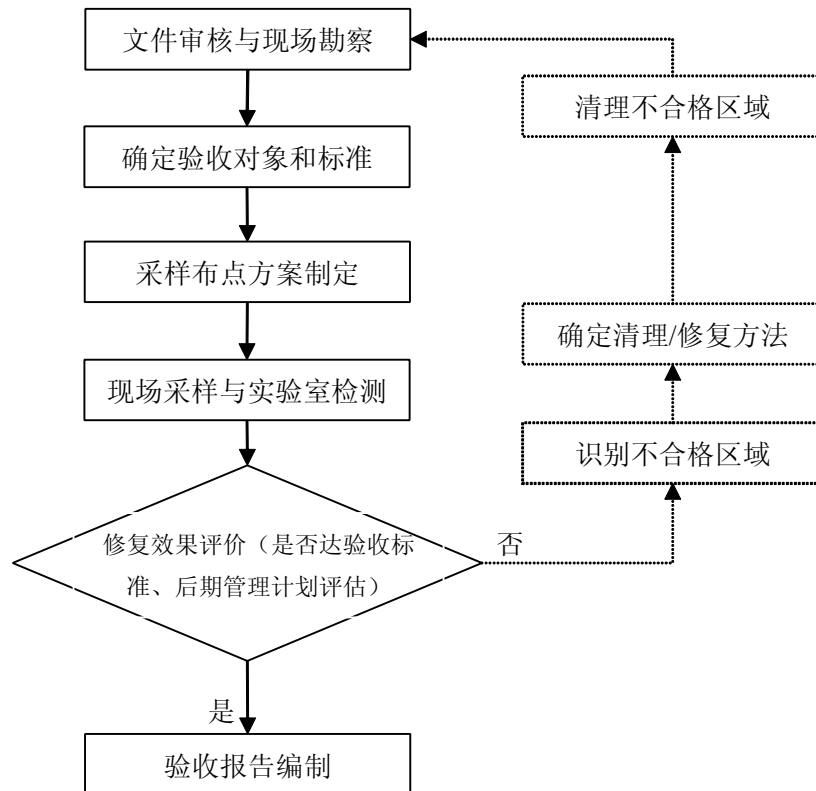 文件审核与现场勘察
清理不合格区域
确定验收对象和标准
采样布点方案制定
确定清理/修复方法
现场采样与实验室检测
识别不合格区域
修复效果评价（是否达验收标
准、后期管理计划评估）
否
是
验收报告编制